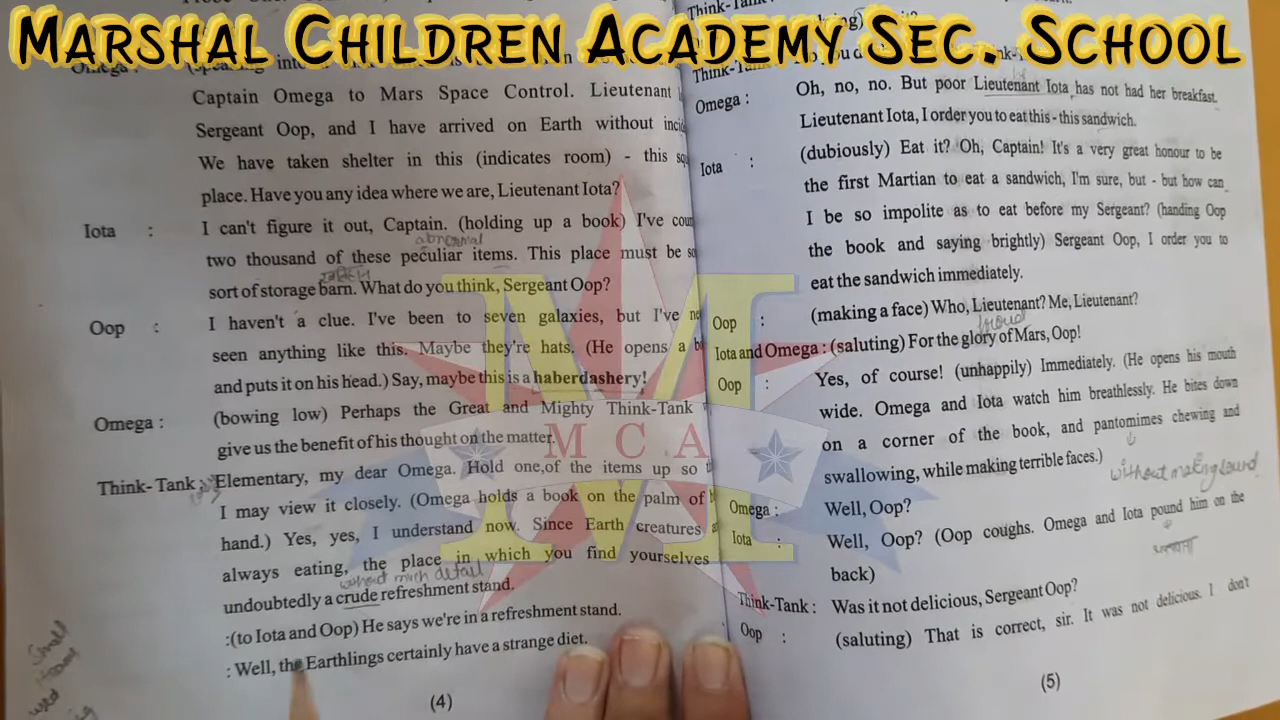 MARSHAL CHILDREN ACADEMY SEC. SCHOOL
Captain Omega to Mars Space Control. Lieutenant
Sergeant Oop, and I have arrived on Earth without
We have taken shelter in this (indicates room) - this
place. Have you any idea where we are, Lieutenant Iota?
Iota : I can't figure it out, Captain. (holding up a book) I've
abnormal
two thousand of these peculiar items. This place must be
sort of storage barn. What do you think, Sergeant Oop?
Oop : I haven't a clue. I've been to seven galaxies, but I've
seen anything like this. Maybe they're hats. (He opens a
and puts it on his head.) Say, maybe this is a haberdashery!
Omega : (bowing low) Perhaps the Great and Mighty Think-Tank
give us the benefit of his thought on the matter.
Think-Tank : Elementary, my dear Omega. Hold one,of the items up so
I may view it closely. (Omega holds a book on the palm of
hand.) Yes, yes, I understand now. Since Earth creatures
always eating, the place in which you find yourselves
without much detail
undoubtedly a crude refreshment stand.
:(to Iota and Oop) He says we're in a refreshment stand.
: Well, the Earthlings certainly have a strange diet.
(4)
Think-Tank :
Omega : Oh, no, no. But poor Lieutenant Iota has not had her breakfast.
Lieutenant Iota, I order you to eat this - this sandwich.
Iota : (dubiously) Eat it? Oh, Captain! It's a very great honour to be
the first Martian to eat a sandwich, I'm sure, but - but how can
I be so impolite as to eat before my Sergeant? (handing Oop
the book and saying brightly) Sergeant Oop, I order you to
eat the sandwich immediately.
Oop : (making a face) Who, Lieutenant? Me, Lieutenant?
proud
Iota and Omega : (saluting) For the glory of Mars, Oop!
Oop : Yes, of course! (unhappily) Immediately. (He opens his mouth
wide. Omega and Iota watch him breathlessly. He bites down
on a corner of the book, and pantomimes chewing and
swallowing, while making terrible faces.)
without making sound
Omega : Well, Oop?
Iota : Well, Oop? (Oop coughs. Omega and Iota pound him on the
back)
Think-Tank : Was it not delicious, Sergeant Oop?
Oop : (saluting) That is correct, sir. It was not delicious. I don't
(5)
MCA